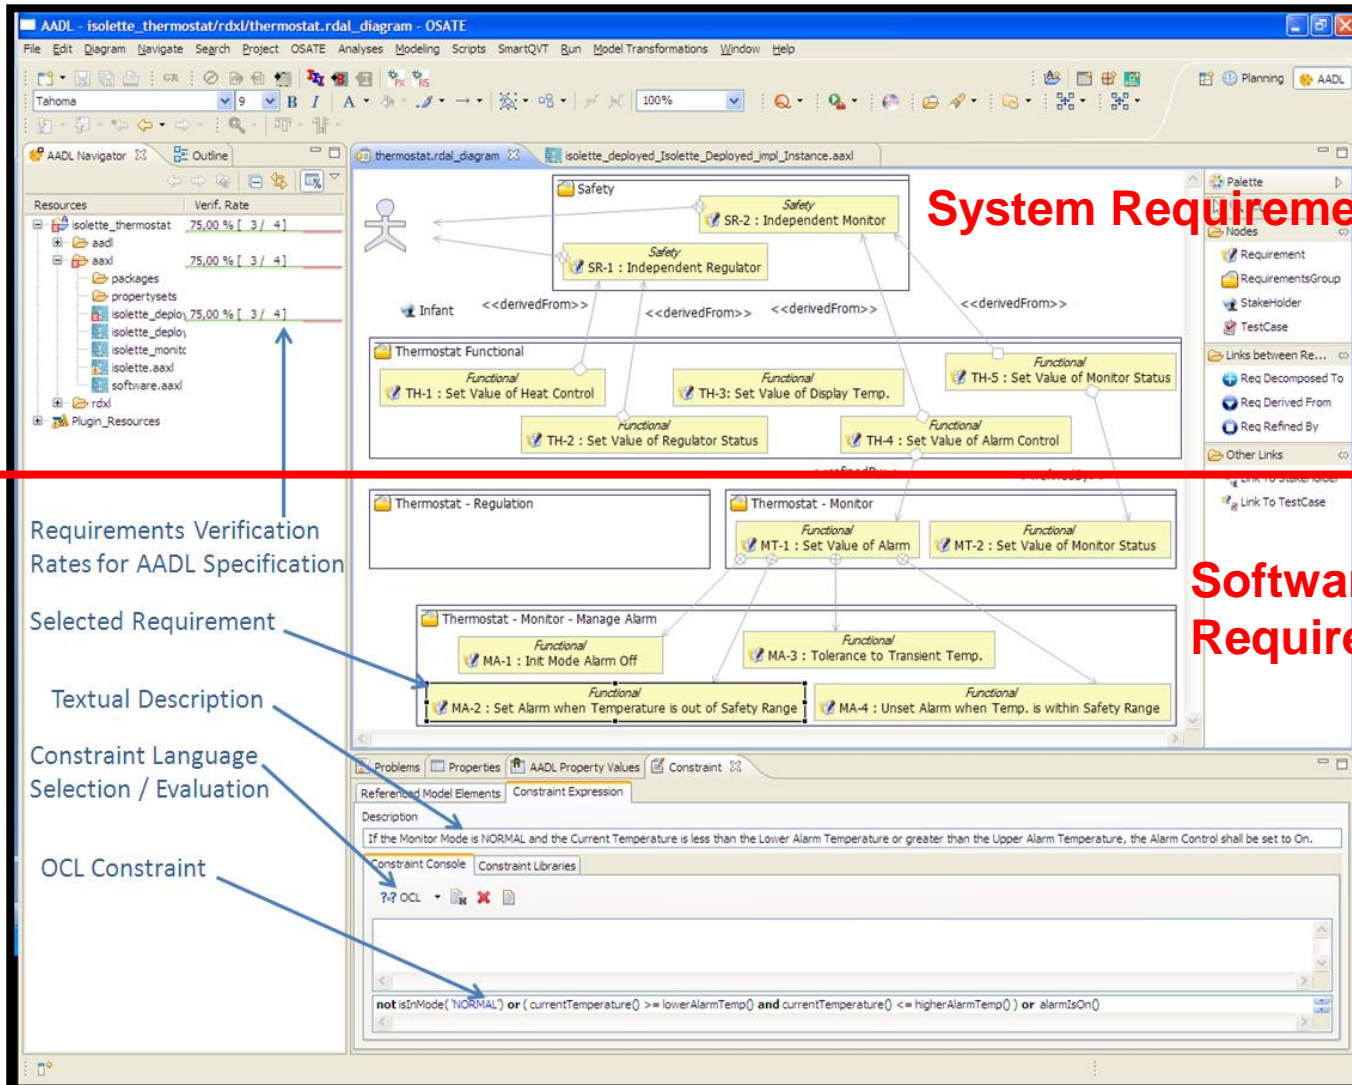 AADL - isolette_thermostat/rdxl/thermostat.rdal_diagram - OSATE
File Edit Diagram Navigate Search Project OSATE Analyses Modeling Scripts SmartQVT Run Model Transformations Window Help
GR
PX RS
Planning AADL
Tahoma 9 B I A 100%
AADL Navigator Outline
thermostat.rdal_diagram isolette_deployed_Isolette_Deployed_impl_Instance.aaxl
Resources Verif. Rate
isolette_thermostat 75,00 % [ 3/ 4]
aadl
aaxl 75,00 % [ 3/ 4]
packages
propertysets
isolette_deploy 75,00 % [ 3/ 4]
isolette_deploy
isolette_monitc
isolette.aaxl
software.aaxl
rdxl
Plugin_Resources
Safety
Safety
SR-2 : Independent Monitor
Safety
SR-1 : Independent Regulator
System Requireme
Infant
<<derivedFrom>> <<derivedFrom>> <<derivedFrom>> <<derivedFrom>>
Thermostat Functional
Functional
TH-1 : Set Value of Heat Control
Functional
TH-3: Set Value of Display Temp.
Functional
TH-5 : Set Value of Monitor Status
Functional
TH-2 : Set Value of Regulator Status
Functional
TH-4 : Set Value of Alarm Control
Palette
Nodes
Requirement
RequirementsGroup
StakeHolder
TestCase
Links between Re...
Req Decomposed To
Req Derived From
Req Refined By
Other Links
Link To Stakeholder
Link To TestCase
Thermostat - Regulation
Thermostat - Monitor
Functional
MT-1 : Set Value of Alarm
Functional
MT-2 : Set Value of Monitor Status
Softwar
Require
Thermostat - Monitor - Manage Alarm
Functional
MA-1 : Init Mode Alarm Off
Functional
MA-3 : Tolerance to Transient Temp.
Functional
MA-2 : Set Alarm when Temperature is out of Safety Range
Functional
MA-4 : Unset Alarm when Temp. is within Safety Range
Requirements Verification
Rates for AADL Specification
Selected Requirement
Textual Description
Constraint Language
Selection / Evaluation
OCL Constraint
Problems Properties AADL Property Values Constraint
Referenced Model Elements Constraint Expression
Description
If the Monitor Mode is NORMAL and the Current Temperature is less than the Lower Alarm Temperature or greater than the Upper Alarm Temperature, the Alarm Control shall be set to On.
Constraint Console Constraint Libraries
?=? OCL
not isInMode( 'NORMAL') or ( currentTemperature() >= lowerAlarmTemp() and currentTemperature() <= higherAlarmTemp() ) or alarmIsOn()